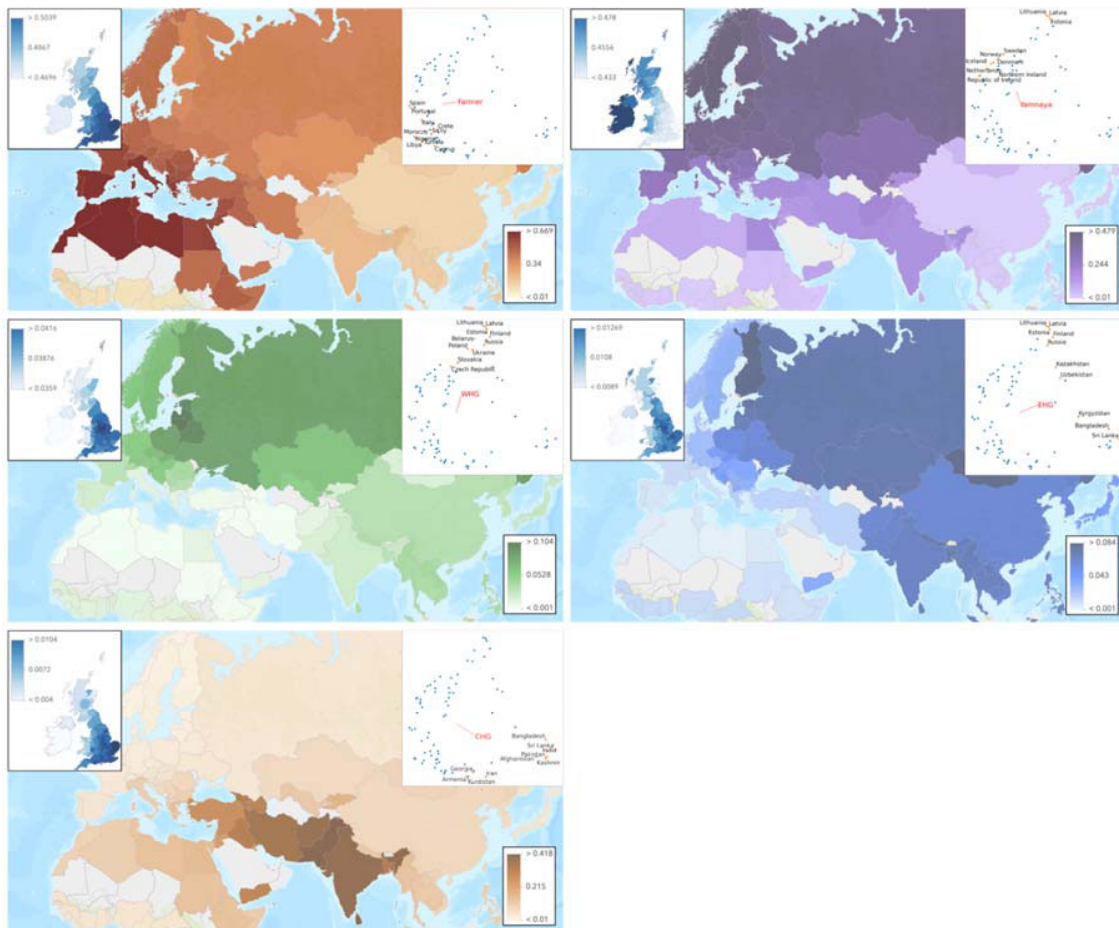 > 0.5039
0.4867
< 0.4696
Spain
Portugal
Italy
Crete
Morocco
Sicily
Libya
Cyprus
Farmer
> 0.669
0.34
< 0.01
> 0.478
0.4556
< 0.433
Lithuania Latvia
Estonia
Sweden
Norway
Denmark
Iceland
Netherlands
Northern Ireland
Republic of Ireland
Yamnaya
> 0.479
0.244
< 0.01
> 0.0416
0.03876
< 0.0359
Lithuania Latvia
Estonia Finland
Belarus Russia
Poland
Ukraine
Slovakia
Czech Republic
WHG
> 0.104
0.0528
< 0.001
> 0.01269
0.0108
< 0.0089
Lithuania Latvia
Estonia Finland
Russia
Kazakhstan
Uzbekistan
EHG
Kyrgyzstan
Bangladesh
Sri Lanka
> 0.084
0.043
< 0.001
> 0.0104
0.0072
< 0.004
CHG
Bangladesh
Sri Lanka
Pakistan
Afghanistan
Kashmir
Georgia
Iran
Armenia
Kurdistan
> 0.418
0.215
< 0.01